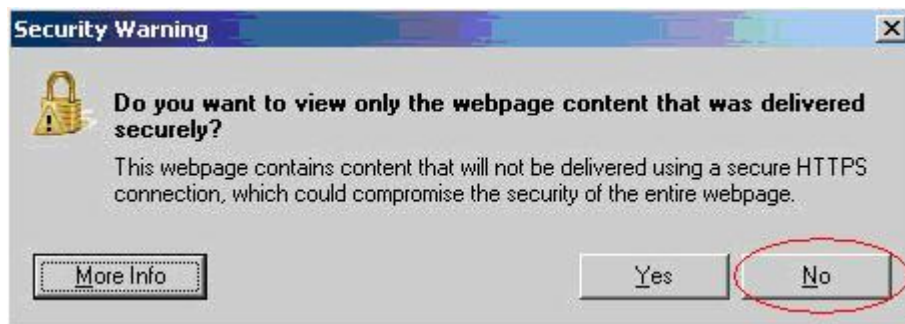 Security Warning
Do you want to view only the webpage content that was delivered
securely?
This webpage contains content that will not be delivered using a secure HTTPS
connection, which could compromise the security of the entire webpage.
More Info
Yes
No